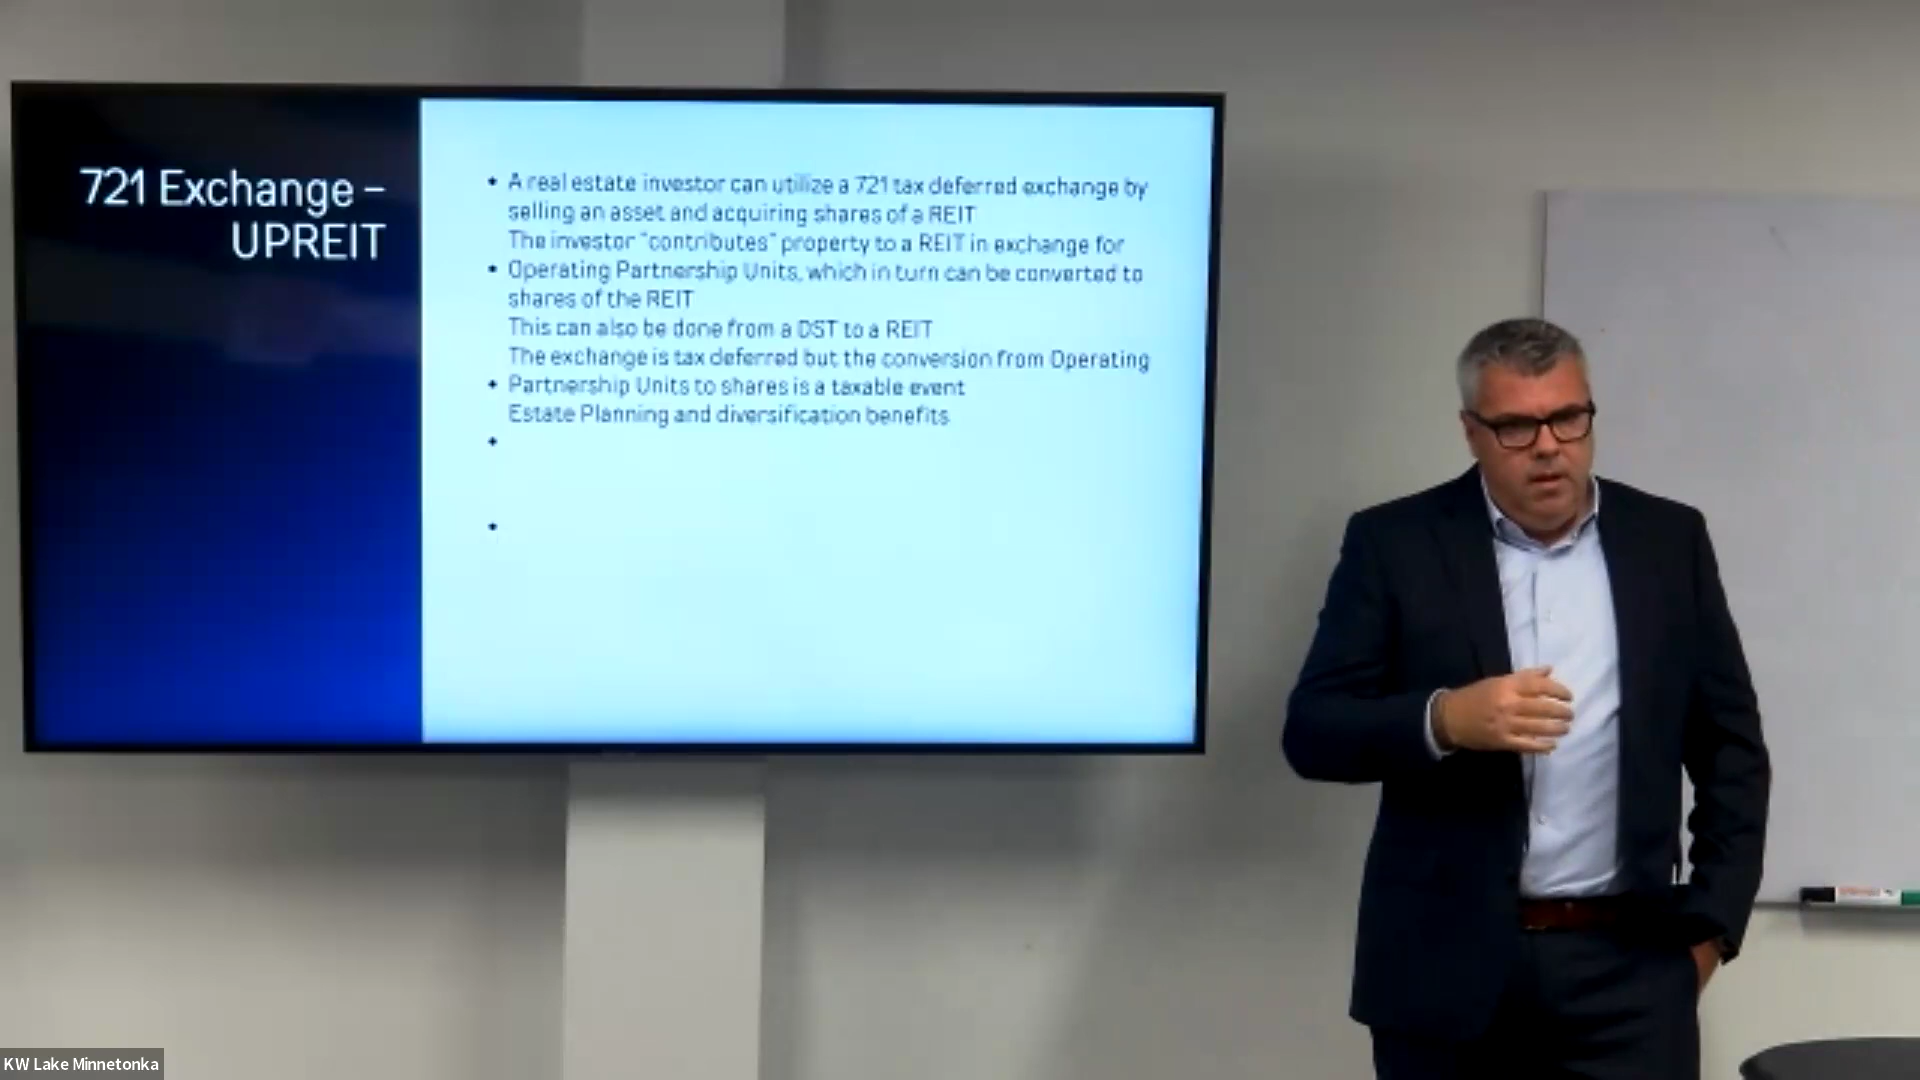 721 Exchange –
UPREIT
• A real estate investor can utilize a 721 tax deferred exchange by
selling an asset and acquiring shares of a REIT
The investor "contributes" property to a REIT in exchange for
• Operating Partnership Units, which in turn can be converted to
shares of the REIT
This can also be done from a DST to a REIT
The exchange is tax deferred but the conversion from Operating
• Partnership Units to shares is a taxable event
Estate Planning and diversification benefits
•
•
KW Lake Minnetonka